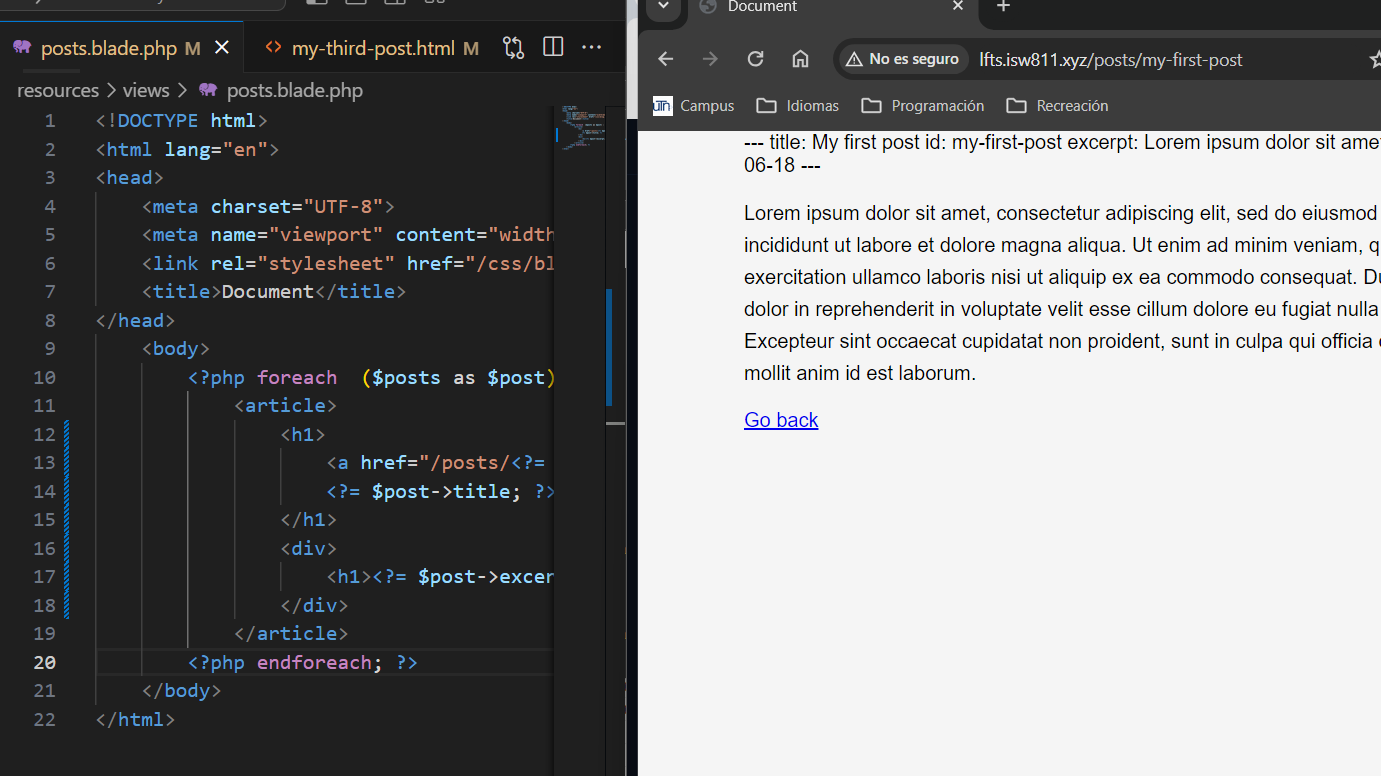 posts.blade.php M
my-third-post.html M
resources > views > posts.blade.php
1 <!DOCTYPE html>
2 <html lang="en">
3 <head>
4 <meta charset="UTF-8">
5 <meta name="viewport" content="width
6 <link rel="stylesheet" href="/css/bl
7 <title>Document</title>
8 </head>
9 <body>
10 <?php foreach ($posts as $post)
11 <article>
12 <h1>
13 <a href="/posts/<?=
14 <?= $post->title; ?>
15 </h1>
16 <div>
17 <h1><?= $post->excer
18 </div>
19 </article>
20 <?php endforeach; ?>
21 </body>
22 </html>
Document
No es seguro lfts.isw811.xyz/posts/my-first-post
UTN Campus Idiomas Programación Recreación
--- title: My first post id: my-first-post excerpt: Lorem ipsum dolor sit ame
06-18 ---
Lorem ipsum dolor sit amet, consectetur adipiscing elit, sed do eiusmod
incididunt ut labore et dolore magna aliqua. Ut enim ad minim veniam, q
exercitation ullamco laboris nisi ut aliquip ex ea commodo consequat. Du
dolor in reprehenderit in voluptate velit esse cillum dolore eu fugiat nulla
Excepteur sint occaecat cupidatat non proident, sunt in culpa qui officia
mollit anim id est laborum.
Go back